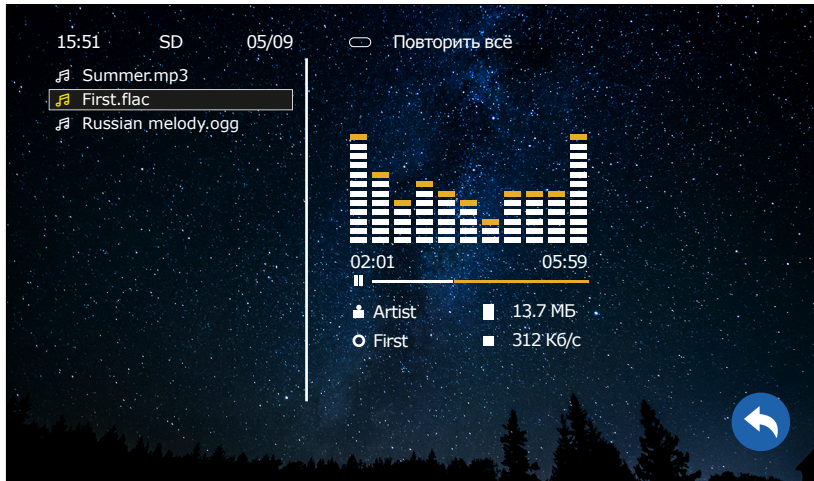 15:51 SD 05/09
Summer.mp3
First.flac
Russian melody.ogg
Повторить всё
02:01 05:59
Artist 13.7 МБ
First 312 Кб/с